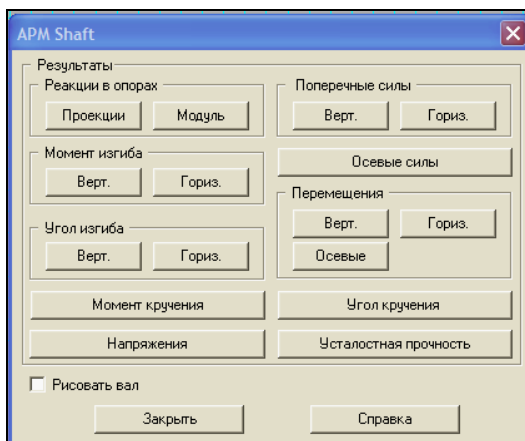 APM Shaft
Результаты
Реакции в опорах
Проекции Модуль
Поперечные силы
Верт. Гориз.
Момент изгиба
Верт. Гориз.
Осевые силы
Угол изгиба
Верт. Гориз.
Перемещения
Верт. Гориз.
Осевые
Момент кручения Угол кручения
Напряжения Усталостная прочность
Рисовать вал
Закрыть Справка